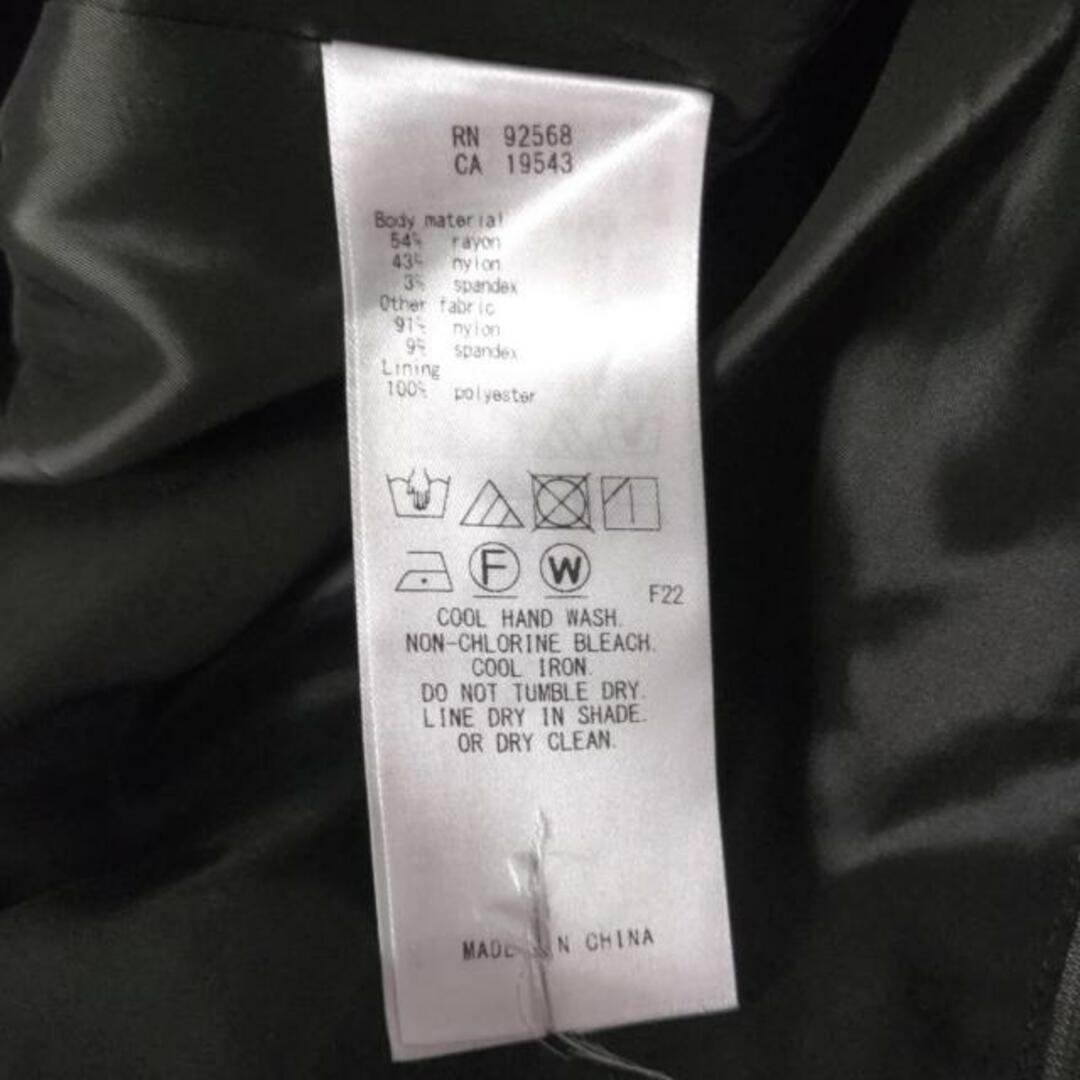 RN 92568
CA 19543
Body material
54% rayon
43% nylon
3% spandex
Other fabric
91% nylon
9% spandex
Lining
100% polyester
F W
F22
COOL HAND WASH.
NON-CHLORINE BLEACH.
COOL IRON.
DO NOT TUMBLE DRY.
LINE DRY IN SHADE.
OR DRY CLEAN.
MADE IN CHINA